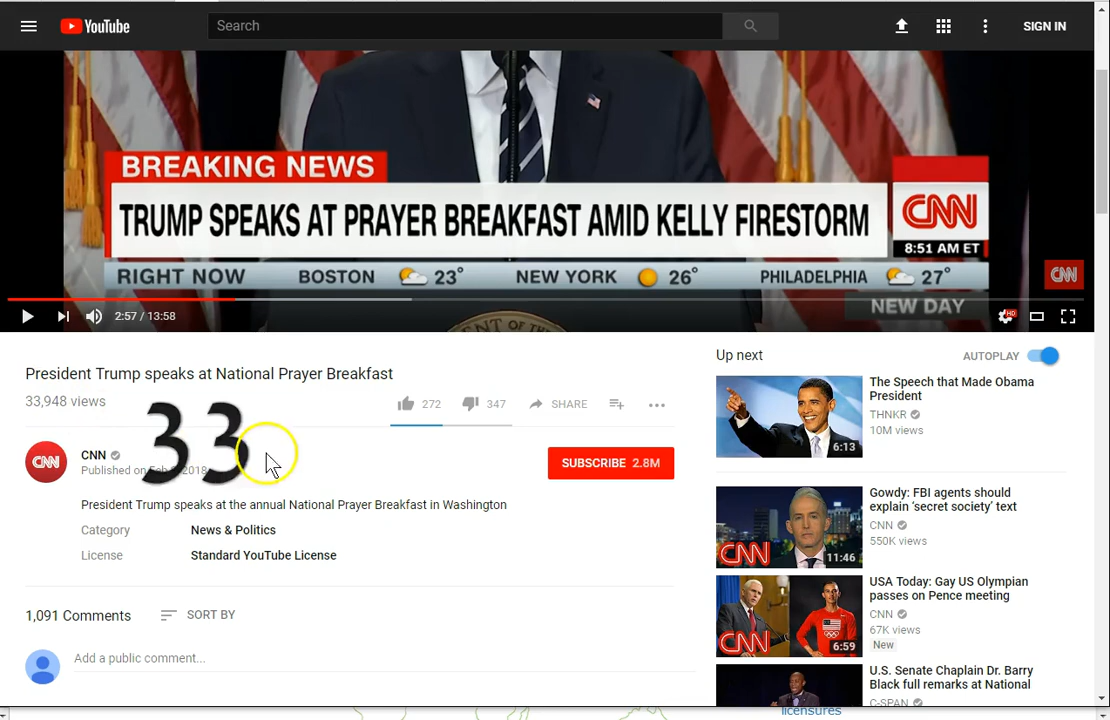 YouTube
Search
SIGN IN
BREAKING NEWS
TRUMP SPEAKS AT PRAYER BREAKFAST AMID KELLY FIRESTORM
CNN
8:51 AM ET
RIGHT NOW BOSTON 23° NEW YORK 26° PHILADELPHIA 27°
CNN
NEW DAY
2:57 / 13:58
HD
President Trump speaks at National Prayer Breakfast
33,948 views
272 347 SHARE
33
CNN
CNN
Published on Feb 2018
SUBSCRIBE 2.8M
President Trump speaks at the annual National Prayer Breakfast in Washington
Category News & Politics
License Standard YouTube License
1,091 Comments SORT BY
Add a public comment...
Up next AUTOPLAY
6:13
The Speech that Made Obama
President
THNKR
10M views
CNN
11:46
Gowdy: FBI agents should
explain ‘secret society’ text
CNN
550K views
CNN
6:59
USA Today: Gay US Olympian
passes on Pence meeting
CNN
67K views
New
U.S. Senate Chaplain Dr. Barry
Black full remarks at National
C-SPAN
licensures